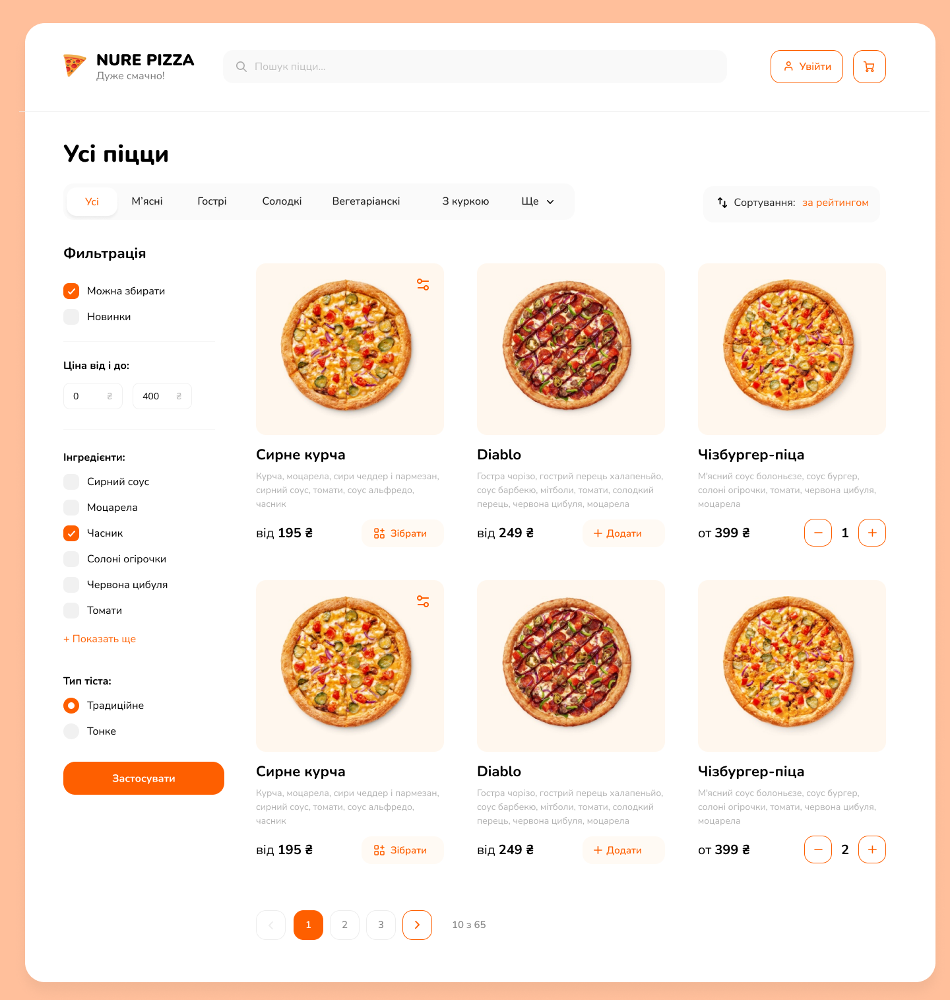 NURE PIZZA
Дуже смачно!
Пошук піцци...
Увійти
Усі піцци
Усі М’ясні Гострі Солодкі Вегетаріанскі З куркою Ще
Сортування: за рейтингом
Фильтрація
Можна збирати
Новинки
Ціна від і до:
0 ₴ 400 ₴
Інгредієнти:
Сирний соус
Моцарела
Часник
Солоні огірочки
Червона цибуля
Томати
+ Показать ще
Тип тіста:
Традиційне
Тонке
Застосувати
Сирне курча
Курча, моцарела, сири чеддер і пармезан,
сирний соус, томати, соус альфредо,
часник
від 195 ₴
Зібрати
Diablo
Гостра чорізо, гострий перець халапеньйо,
соус барбекю, мітболи, томати, солодкий
перець, червона цибуля, моцарела
від 249 ₴
+ Додати
Чізбургер-піца
М'ясний соус болоньєзе, соус бургер,
солоні огірочки, томати, червона цибуля,
моцарела
от 399 ₴
− 1 +
Сирне курча
Курча, моцарела, сири чеддер і пармезан,
сирний соус, томати, соус альфредо,
часник
від 195 ₴
Зібрати
Diablo
Гостра чорізо, гострий перець халапеньйо,
соус барбекю, мітболи, томати, солодкий
перець, червона цибуля, моцарела
від 249 ₴
+ Додати
Чізбургер-піца
М'ясний соус болоньєзе, соус бургер,
солоні огірочки, томати, червона цибуля,
моцарела
от 399 ₴
− 2 +
1 2 3
10 з 65